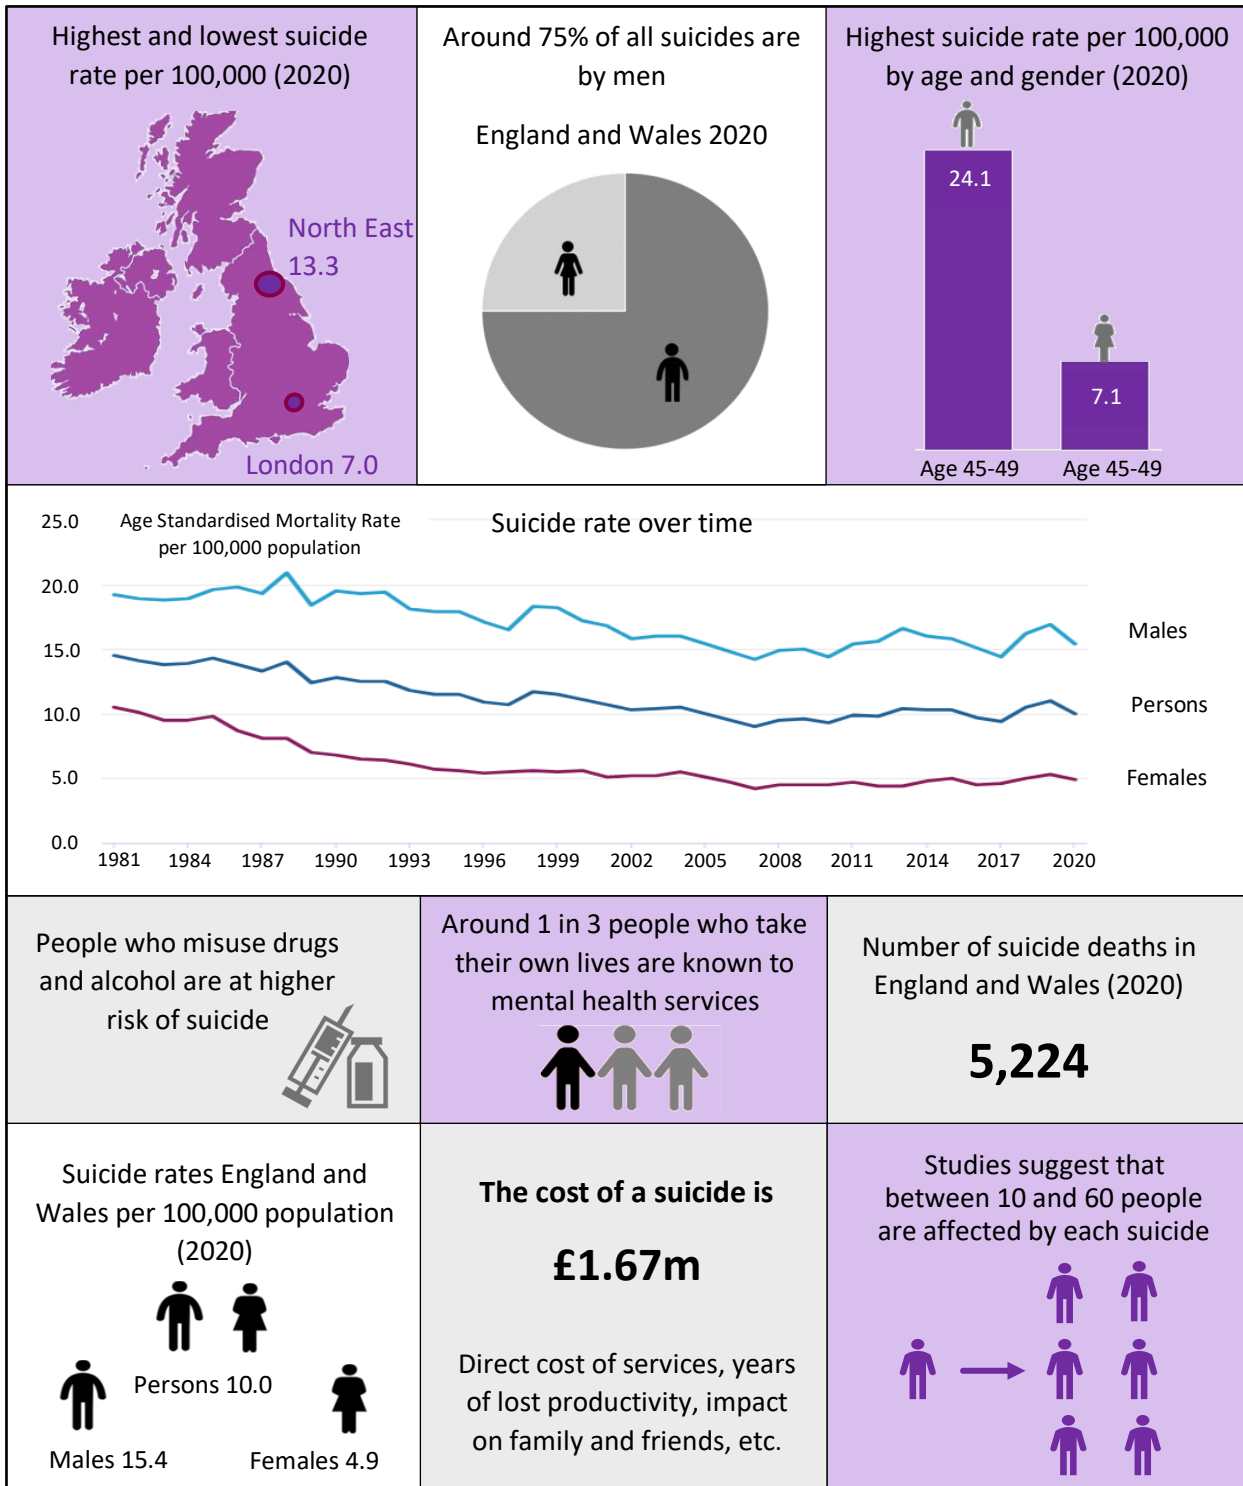 Highest and lowest suicide
rate per 100,000 (2020)
North East
13.3
London 7.0
Around 75% of all suicides are
by men
England and Wales 2020
Highest suicide rate per 100,000
by age and gender (2020)
24.1
7.1
Age 45-49
Age 45-49
Suicide rate over time
Age Standardised Mortality Rate
per 100,000 population
25.0
20.0
15.0
10.0
5.0
0.0
1981 1984 1987 1990 1993 1996 1999 2002 2005 2008 2011 2014 2017 2020
Males
Persons
Females
People who misuse drugs
and alcohol are at higher
risk of suicide
Around 1 in 3 people who take
their own lives are known to
mental health services
Number of suicide deaths in
England and Wales (2020)
5,224
Suicide rates England and
Wales per 100,000 population
(2020)
Persons 10.0
Males 15.4
Females 4.9
The cost of a suicide is
£1.67m
Direct cost of services, years
of lost productivity, impact
on family and friends, etc.
Studies suggest that
between 10 and 60 people
are affected by each suicide